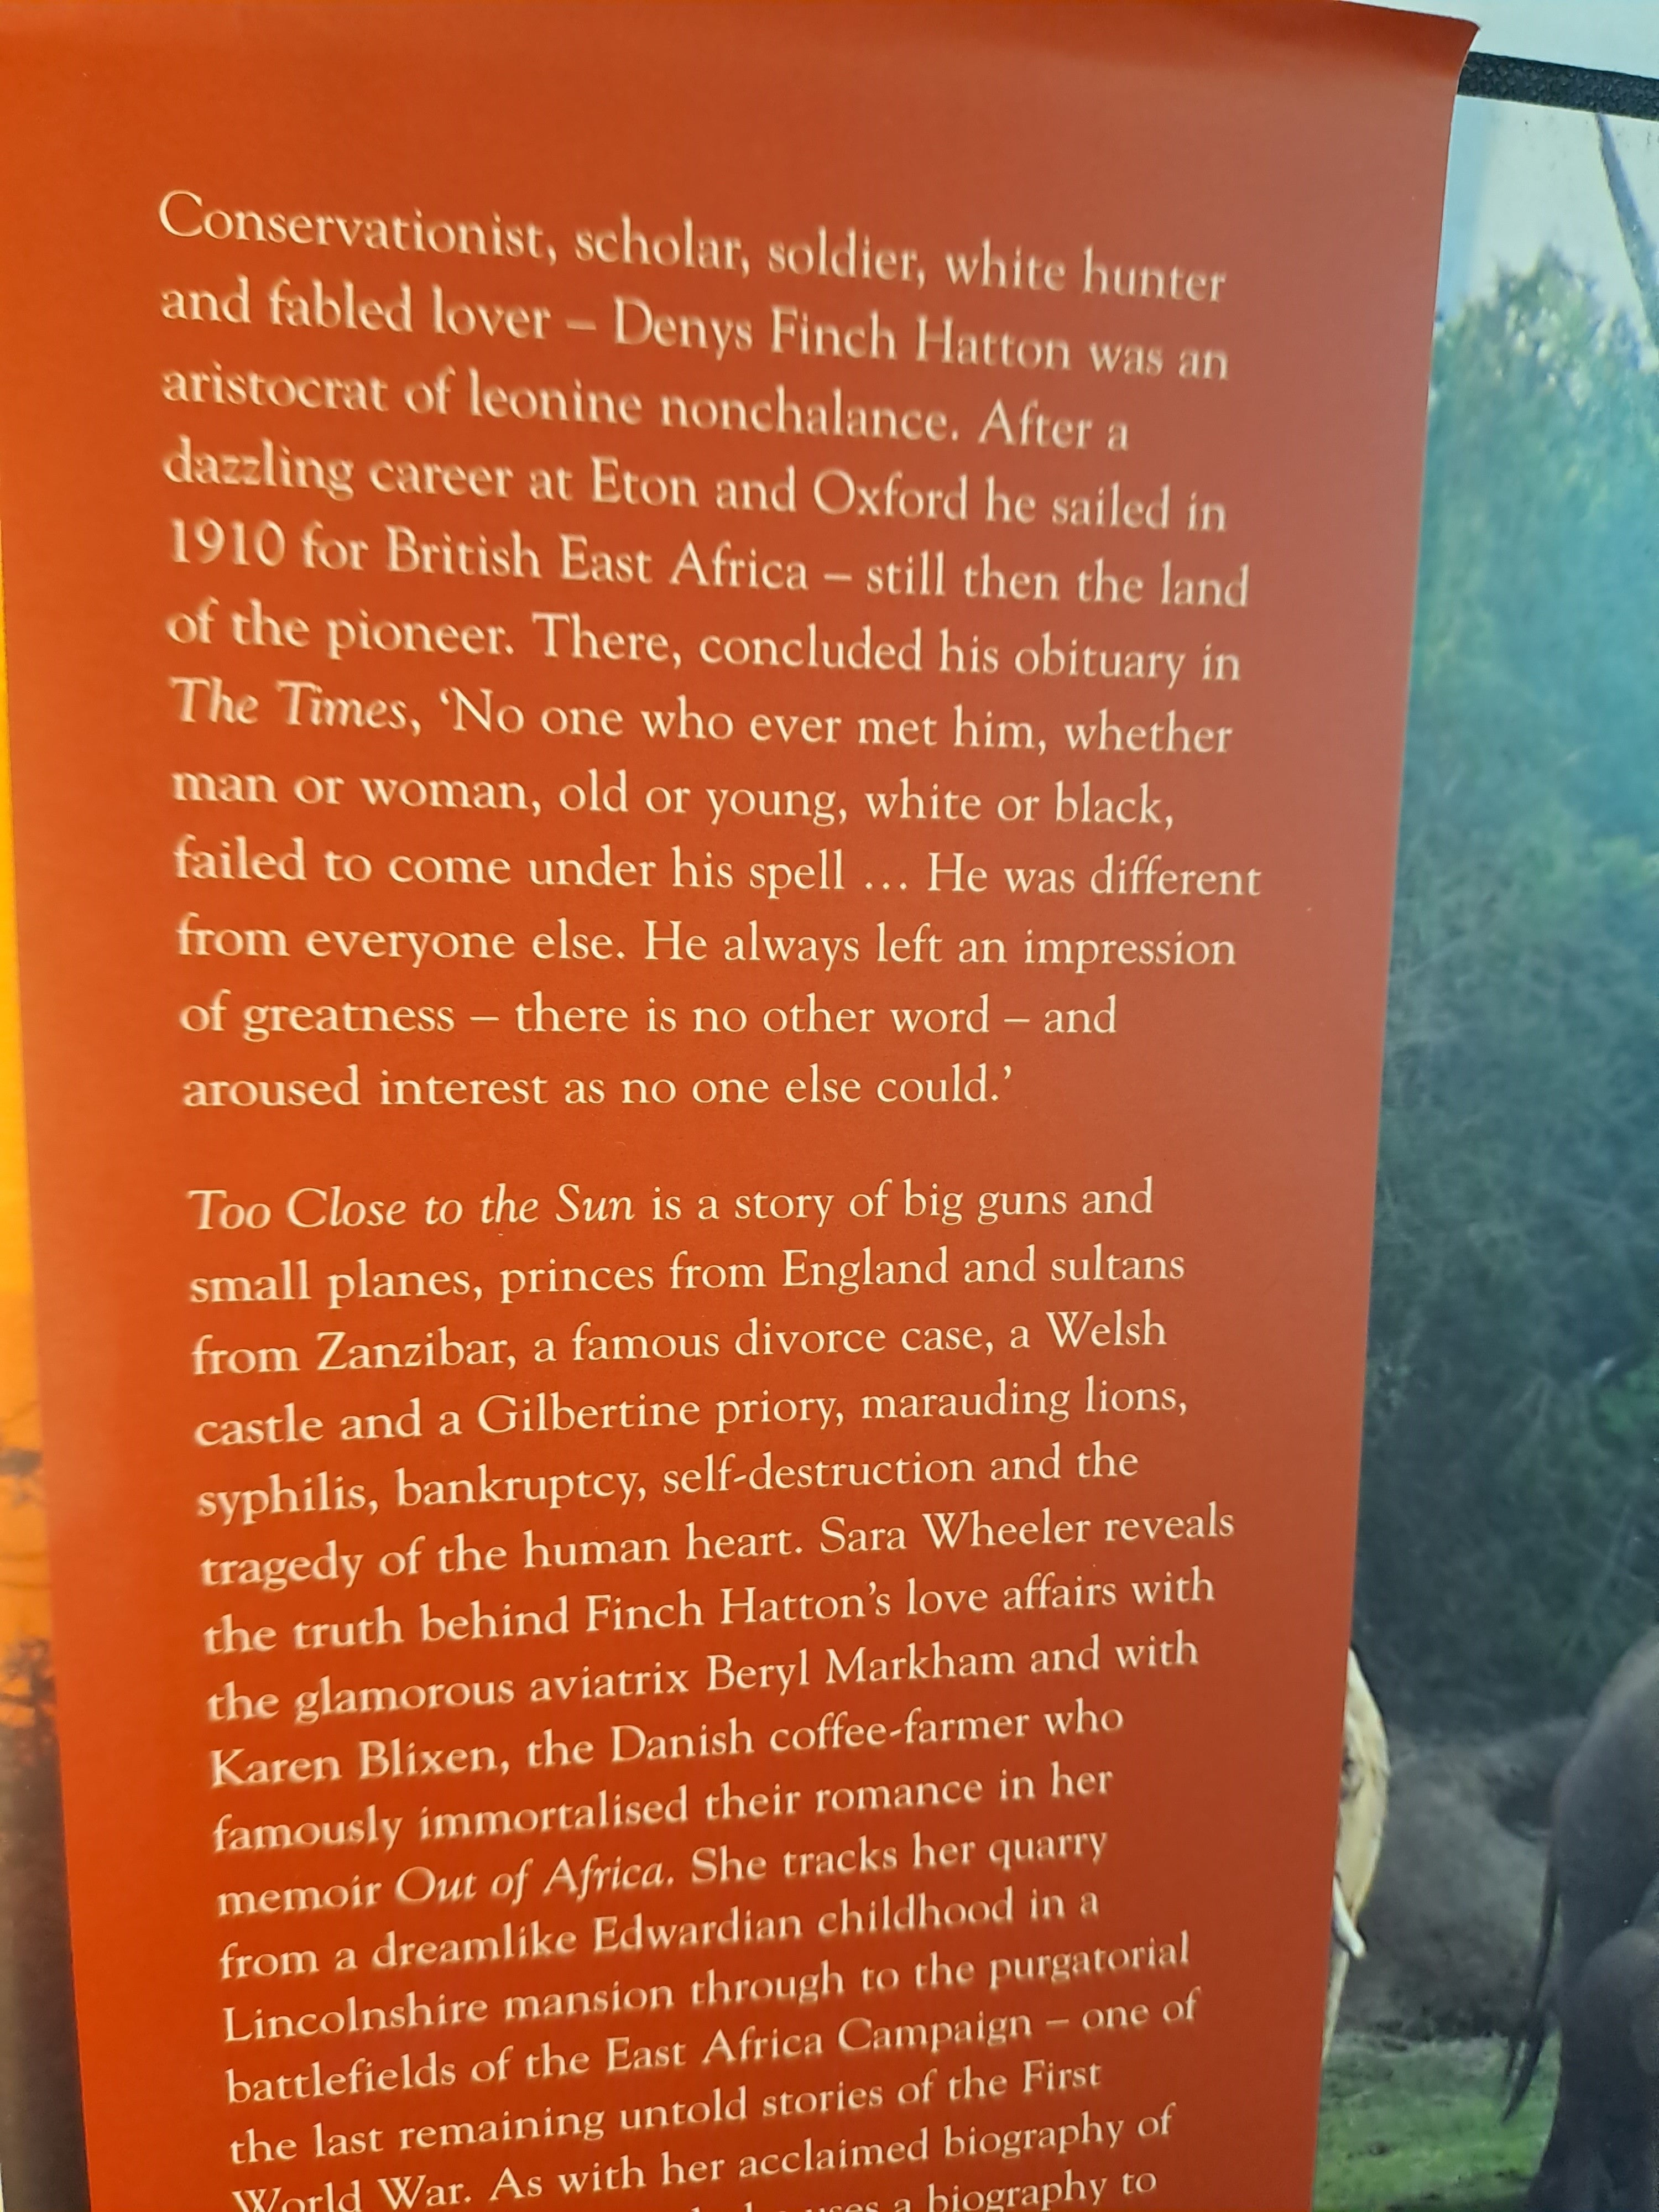 Conservationist, scholar, soldier, white hunter
and fabled lover – Denys Finch Hatton was an
aristocrat of leonine nonchalance. After a
dazzling career at Eton and Oxford he sailed in
1910 for British East Africa – still then the land
of the pioneer. There, concluded his obituary in
The Times, ‘No one who ever met him, whether
man or woman, old or young, white or black,
failed to come under his spell … He was different
from everyone else. He always left an impression
of greatness – there is no other word – and
aroused interest as no one else could.’
Too Close to the Sun is a story of big guns and
small planes, princes from England and sultans
from Zanzibar, a famous divorce case, a Welsh
castle and a Gilbertine priory, marauding lions,
syphilis, bankruptcy, self-destruction and the
tragedy of the human heart. Sara Wheeler reveals
the truth behind Finch Hatton’s love affairs with
the glamorous aviatrix Beryl Markham and with
Karen Blixen, the Danish coffee-farmer who
famously immortalised their romance in her
memoir Out of Africa. She tracks her quarry
from a dreamlike Edwardian childhood in a
Lincolnshire mansion through to the purgatorial
battlefields of the East Africa Campaign – one of
the last remaining untold stories of the First
World War. As with her acclaimed biography of
a biography to